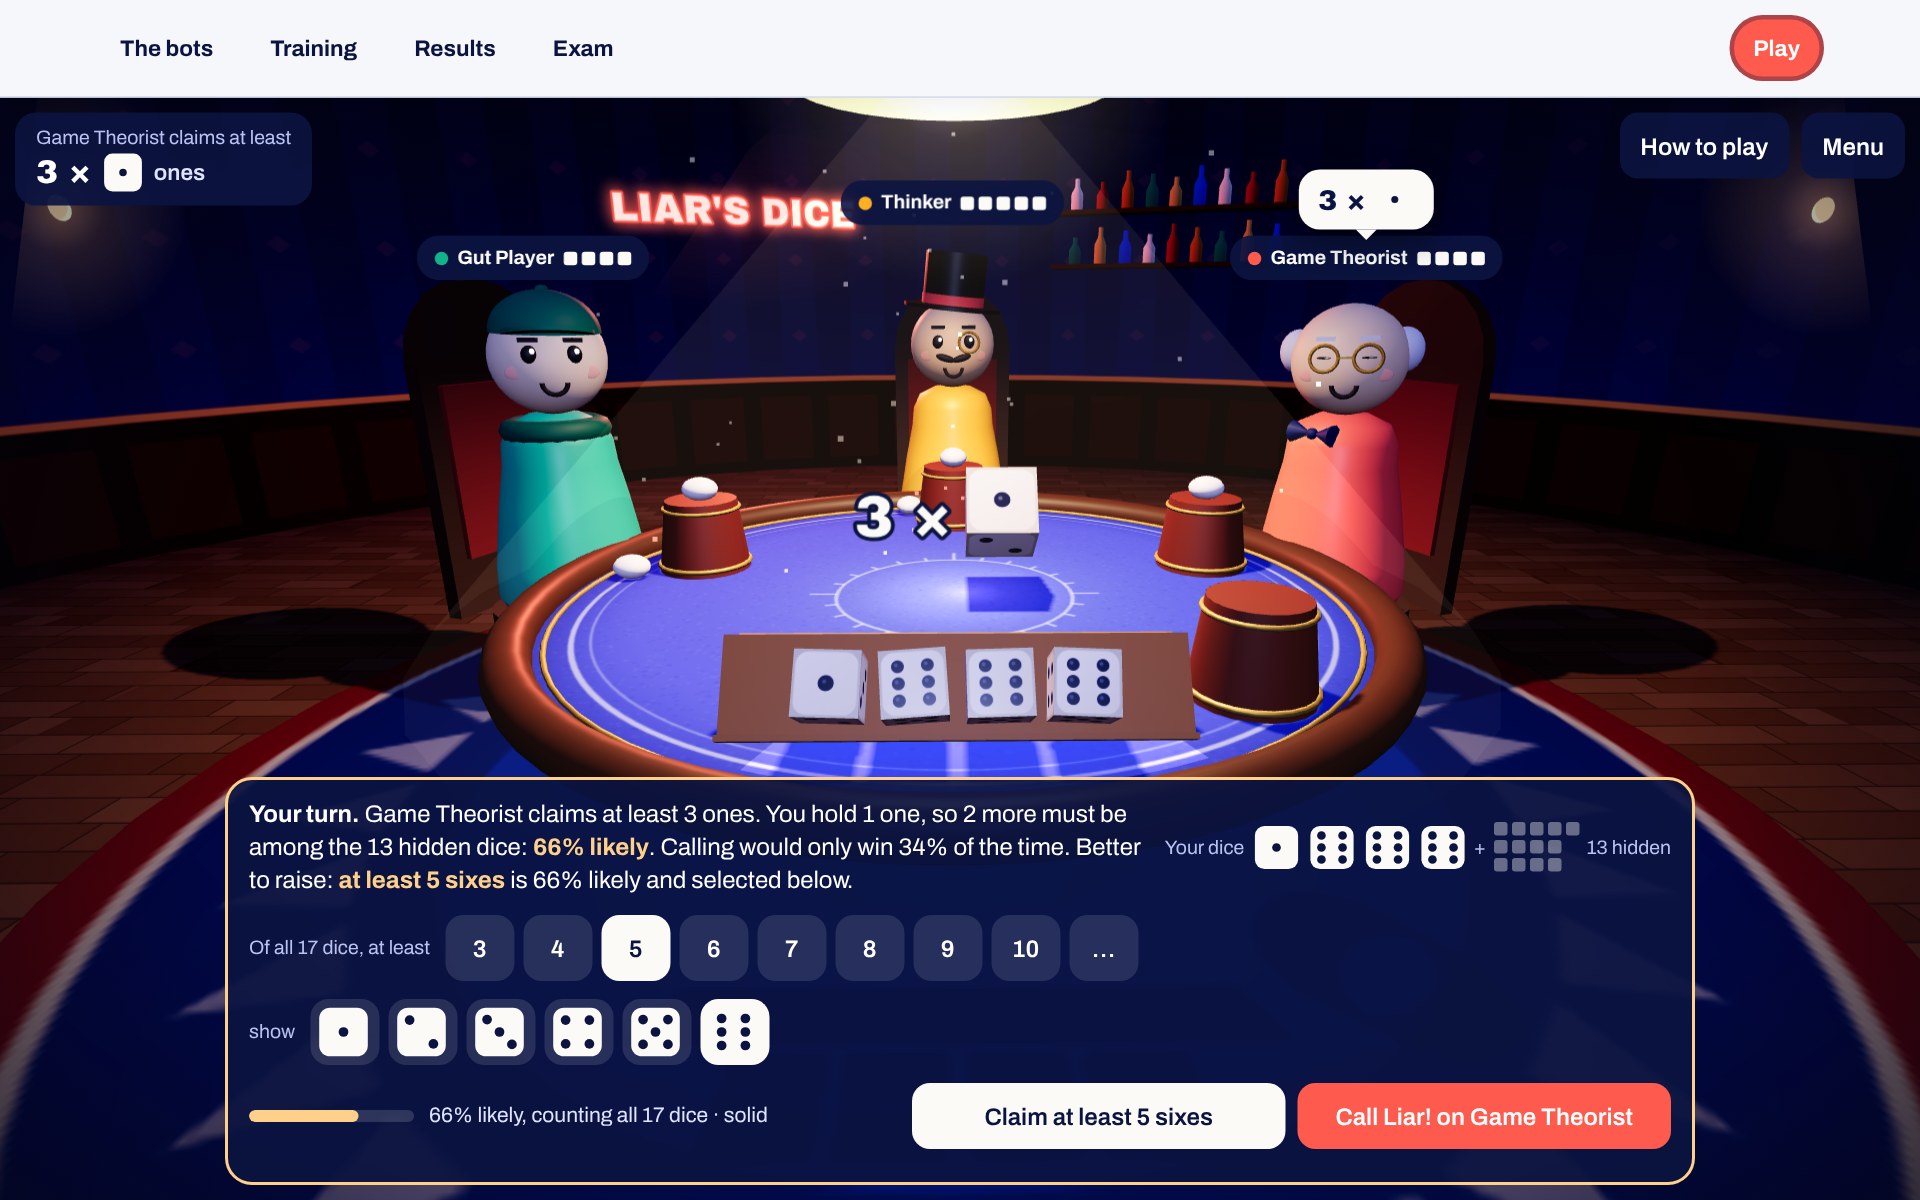 The bots
Training
Results
Exam
Play
Game Theorist claims at least
3 × ones
How to play
Menu
LIAR'S DICE
Thinker
3 ×
Gut Player
Game Theorist
3 ×
Your turn. Game Theorist claims at least 3 ones. You hold 1 one, so 2 more must be
among the 13 hidden dice: 66% likely. Calling would only win 34% of the time. Better
to raise: at least 5 sixes is 66% likely and selected below.
Your dice + 13 hidden
Of all 17 dice, at least 3 4 5 6 7 8 9 10 ...
show
66% likely, counting all 17 dice · solid
Claim at least 5 sixes
Call Liar! on Game Theorist